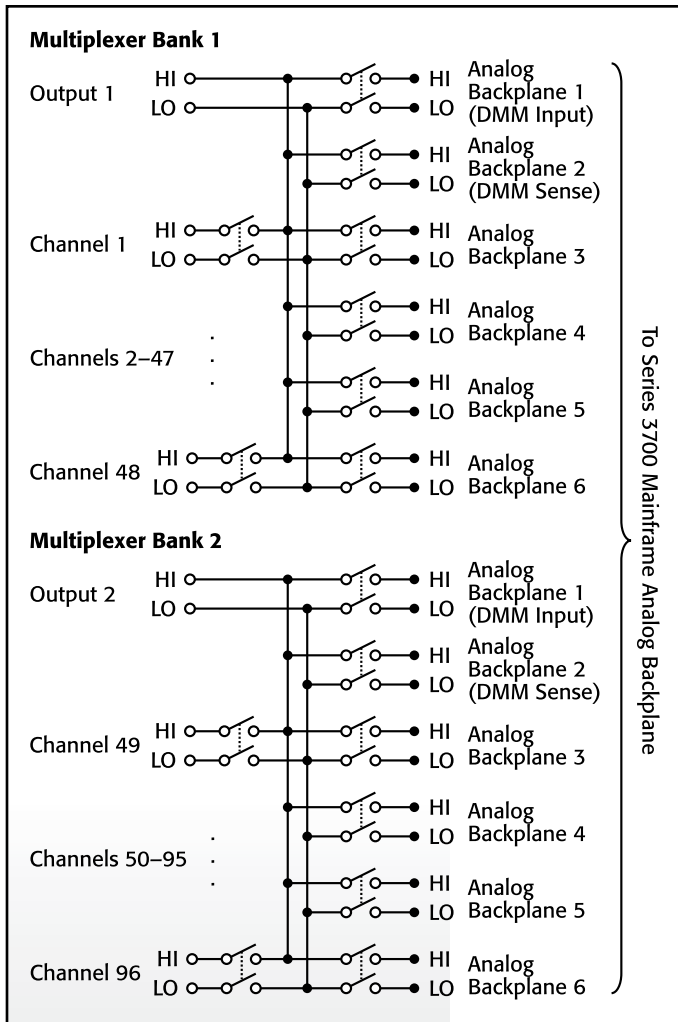 Multiplexer Bank 1
Output 1
HI
LO
HI
LO
Analog
Backplane 1
(DMM Input)
HI
LO
Analog
Backplane 2
(DMM Sense)
Channel 1
HI
LO
HI
LO
Analog
Backplane 3
HI
LO
Analog
Backplane 4
Channels 2–47
HI
LO
Analog
Backplane 5
Channel 48
HI
LO
HI
LO
Analog
Backplane 6
Multiplexer Bank 2
Output 2
HI
LO
HI
LO
Analog
Backplane 1
(DMM Input)
HI
LO
Analog
Backplane 2
(DMM Sense)
Channel 49
HI
LO
HI
LO
Analog
Backplane 3
HI
LO
Analog
Backplane 4
Channels 50–95
HI
LO
Analog
Backplane 5
Channel 96
HI
LO
HI
LO
Analog
Backplane 6
To Series 3700 Mainframe Analog Backplane